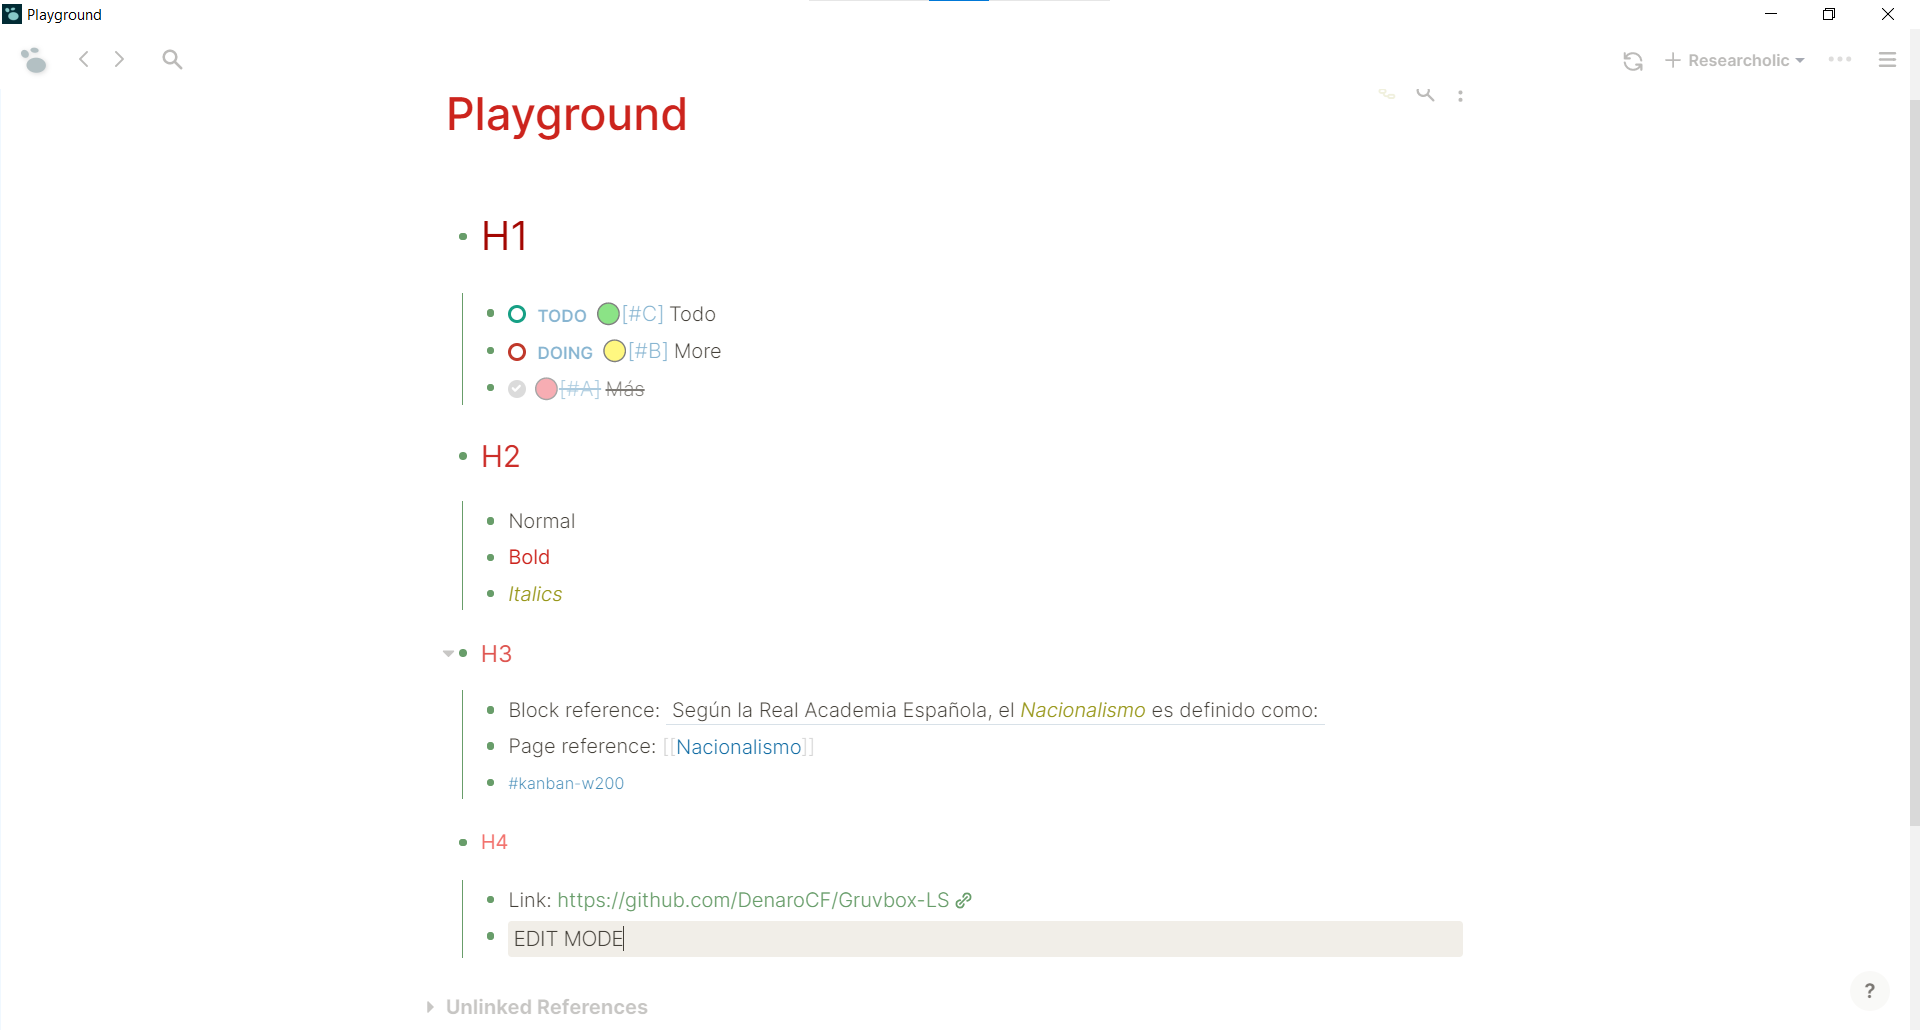 Playground
Researcholic
Playground
H1
TODO [#C] Todo
DOING [#B] More
[#A] Más
H2
Normal
Bold
Italics
H3
Block reference: Según la Real Academia Española, el Nacionalismo es definido como:
Page reference: [[Nacionalismo]]
#kanban-w200
H4
Link: https://github.com/DenaroCF/Gruvbox-LS
EDIT MODE
Unlinked References
?